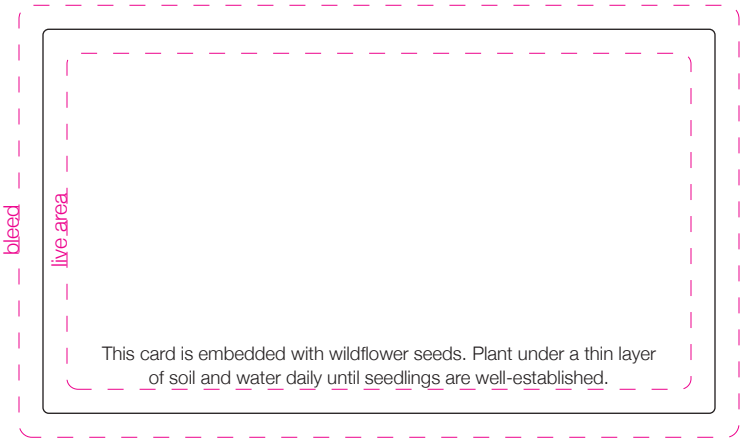 bleed
live area
This card is embedded with wildflower seeds. Plant under a thin layer
of soil and water daily until seedlings are well-established.